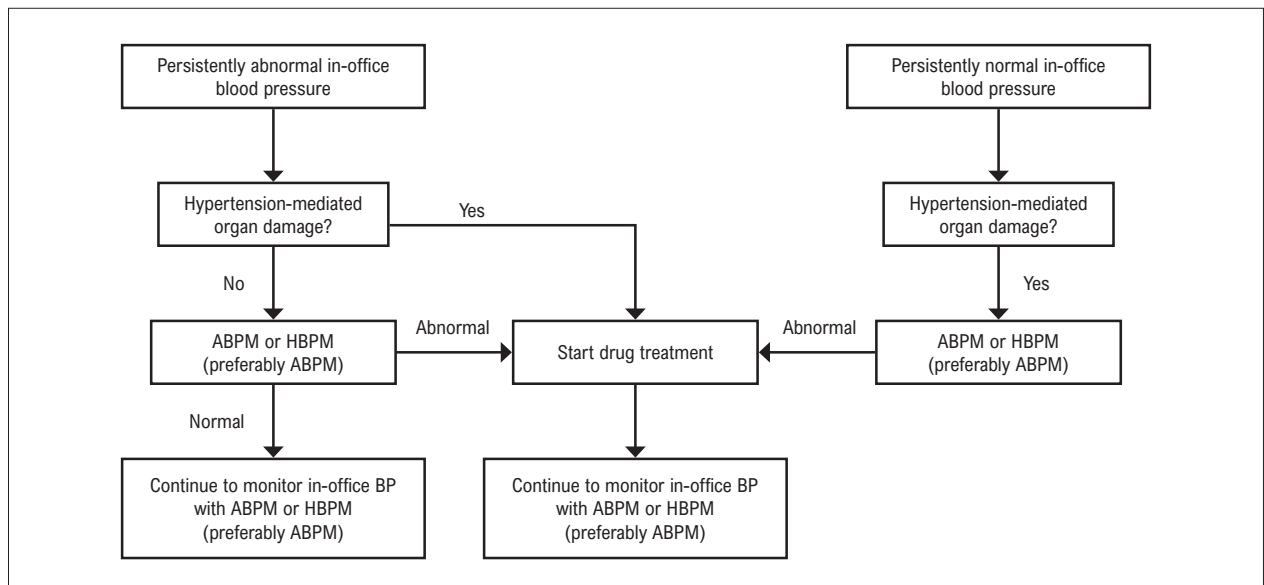 Persistently abnormal in-office
blood pressure
Persistently normal in-office
blood pressure
Hypertension-mediated
organ damage?
Yes
Hypertension-mediated
organ damage?
No
Yes
ABPM or HBPM
(preferably ABPM)
Abnormal
Start drug treatment
Abnormal
ABPM or HBPM
(preferably ABPM)
Normal
Continue to monitor in-office BP
with ABPM or HBPM
(preferably ABPM)
Continue to monitor in-office BP
with ABPM or HBPM
(preferably ABPM)